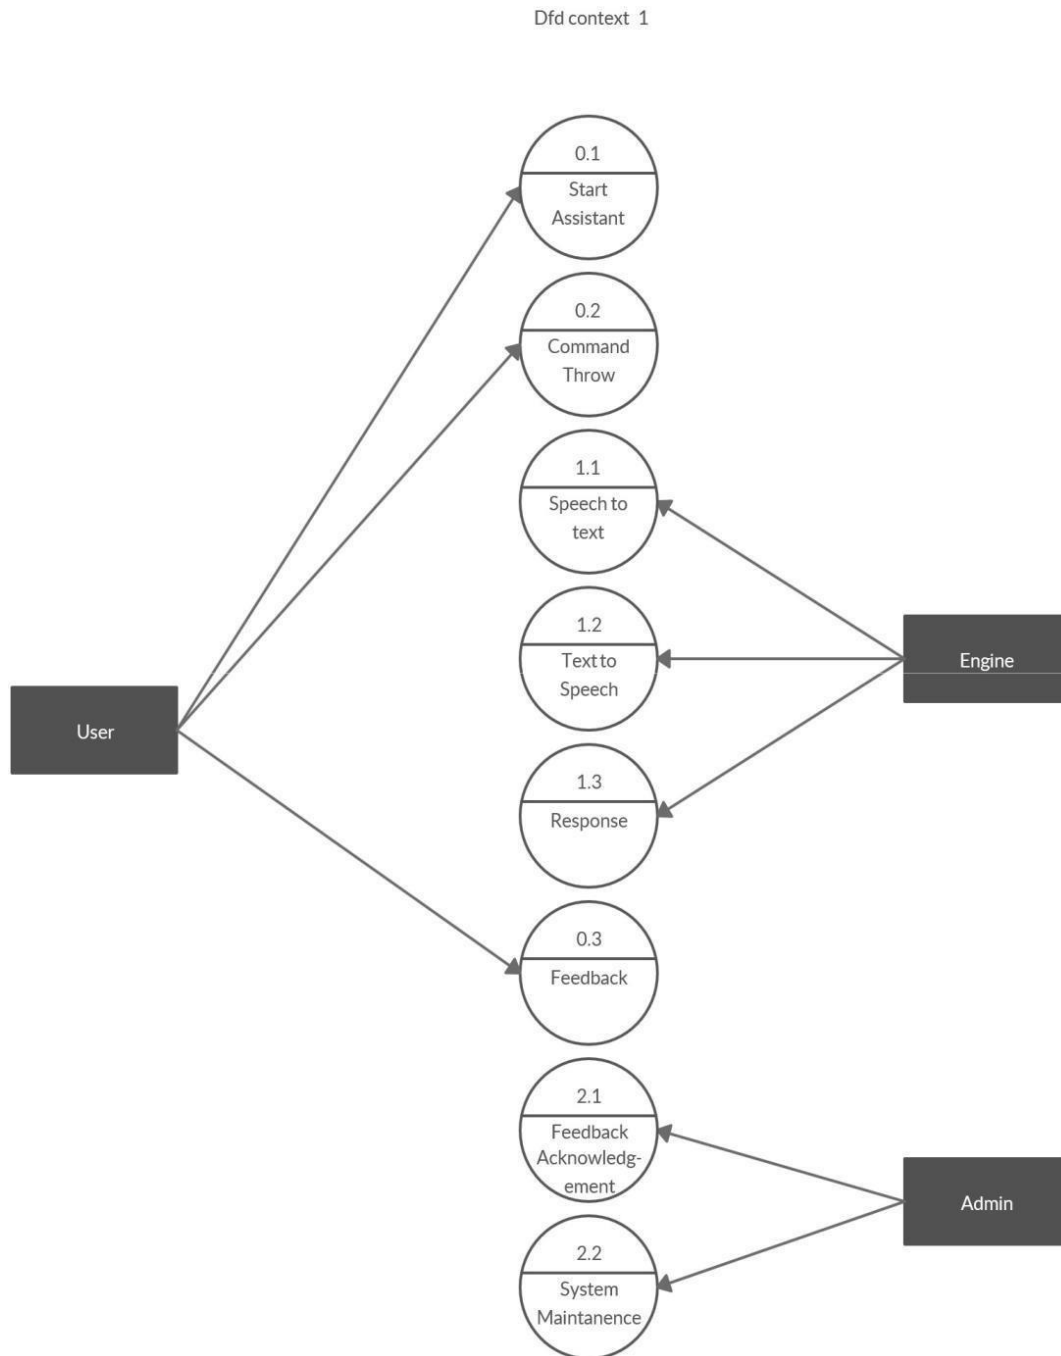 Dfd context 1
0.1
Start
Assistant
0.2
Command
Throw
1.1
Speech to
text
1.2
Text to
Speech
Engine
User
1.3
Response
0.3
Feedback
2.1
Feedback
Acknowledg-
ement
Admin
2.2
System
Maintanence